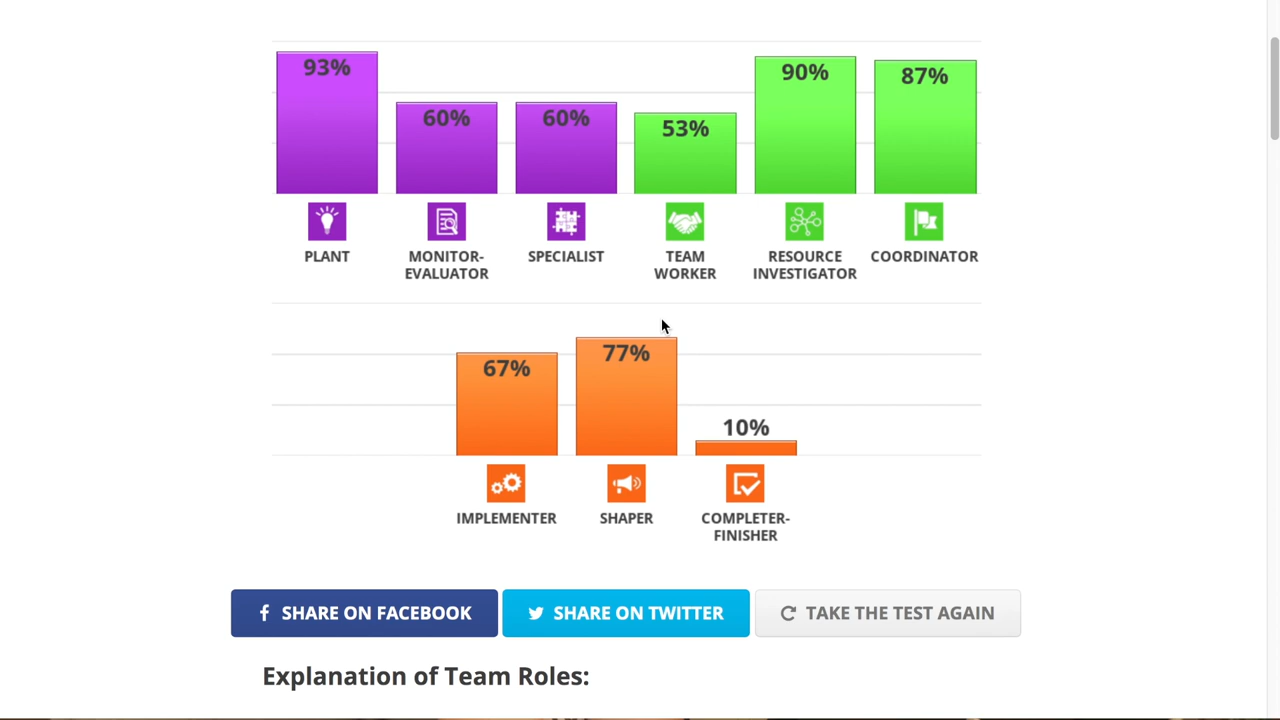 93%
60%
60%
53%
90%
87%
PLANT
MONITOR-
EVALUATOR
SPECIALIST
TEAM
WORKER
RESOURCE
INVESTIGATOR
COORDINATOR
67%
77%
10%
IMPLEMENTER
SHAPER
COMPLETER-
FINISHER
SHARE ON FACEBOOK
SHARE ON TWITTER
TAKE THE TEST AGAIN
Explanation of Team Roles: